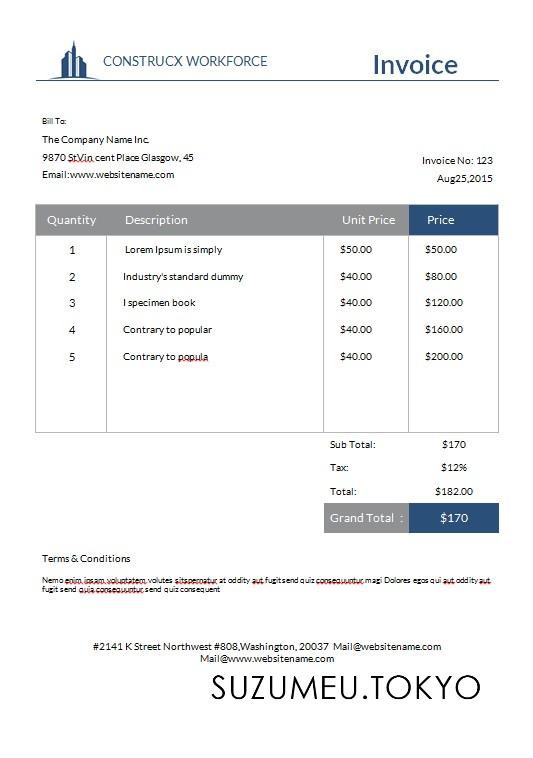 CONSTRUCX WORKFORCE
Invoice
Bill To:
The Company Name Inc.
9870 St.Vin cent Place Glasgow, 45
Email:www.websitename.com
Invoice No: 123
Aug25,2015
Quantity Description Unit Price Price
1 Lorem Ipsum is simply $50.00 $50.00
2 Industry's standard dummy $40.00 $80.00
3 I specimen book $40.00 $120.00
4 Contrary to popular $40.00 $160.00
5 Contrary to popula $40.00 $200.00
Sub Total: $170
Tax: $12%
Total: $182.00
Grand Total : $170
Terms & Conditions
Nemo enim ipsam voluptatem volutes sitspernatur at oddity aut fugit send quiz consequuntur magi Dolores egos qui aut oddity aut
fugit send quia consequuntur send quiz consequent
#2141 K Street Northwest #808,Washington, 20037 Mail@websitename.com
Mail@www.websitename.com
SUZUMEU.TOKYO